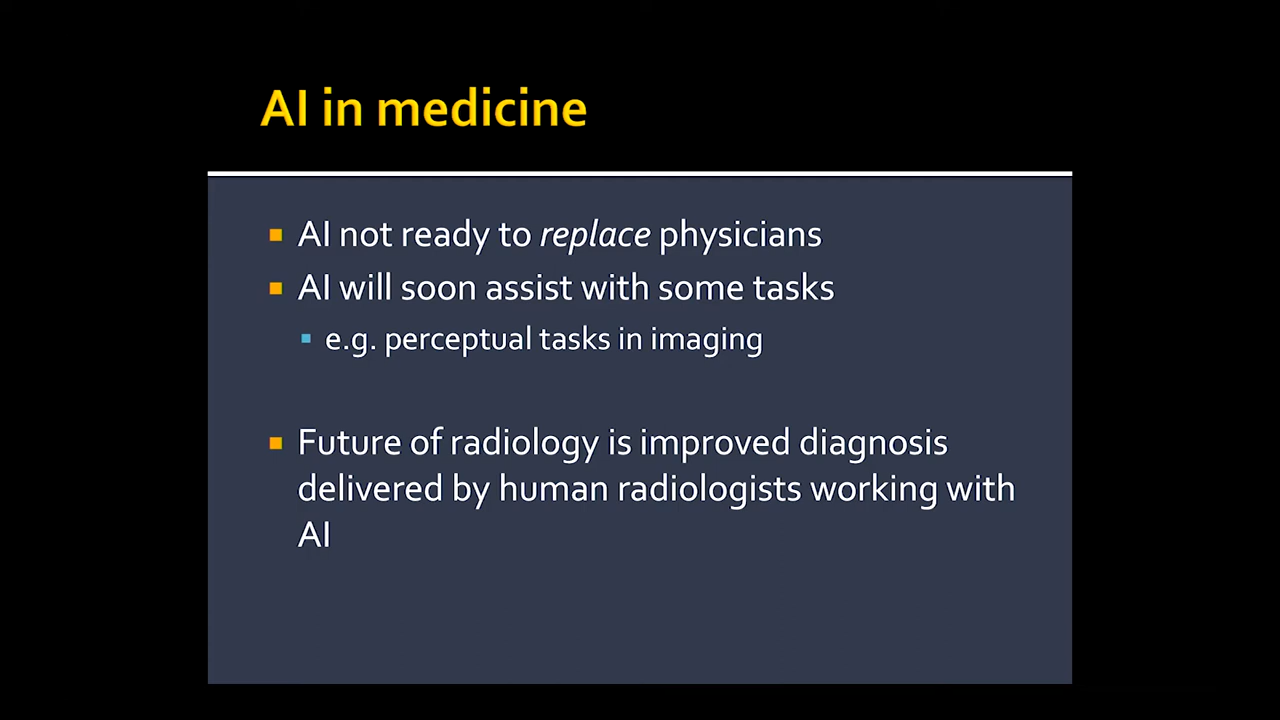 AI in medicine
AI not ready to replace physicians
AI will soon assist with some tasks
e.g. perceptual tasks in imaging
Future of radiology is improved diagnosis
delivered by human radiologists working with
AI